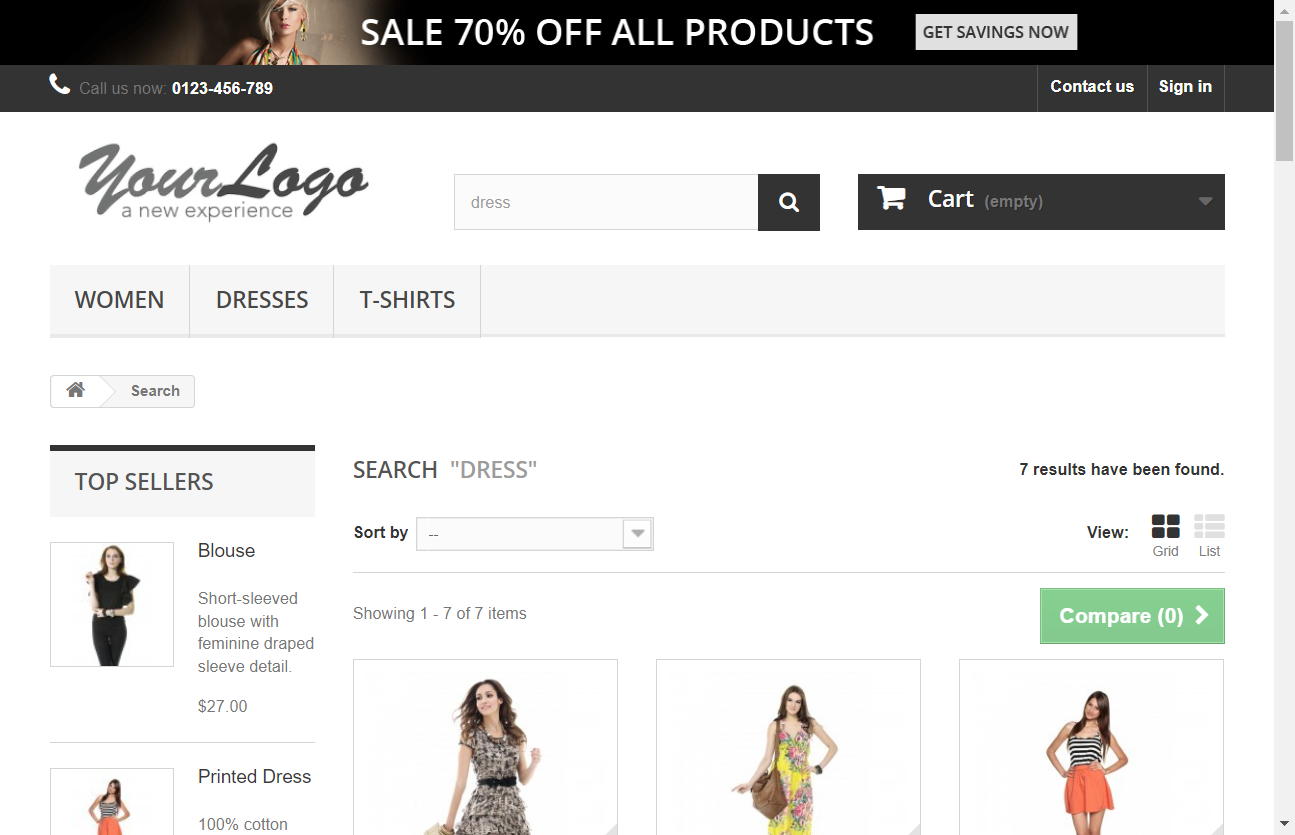 SALE 70% OFF ALL PRODUCTS
GET SAVINGS NOW
Call us now: 0123-456-789
Contact us
Sign in
YourLogo
a new experience
dress
Cart (empty)
WOMEN
DRESSES
T-SHIRTS
Search
TOP SELLERS
Blouse
Short-sleeved
blouse with
feminine draped
sleeve detail.
$27.00
Printed Dress
100% cotton
SEARCH "DRESS"
7 results have been found.
Sort by
--
View:
Grid
List
Showing 1 - 7 of 7 items
Compare (0)